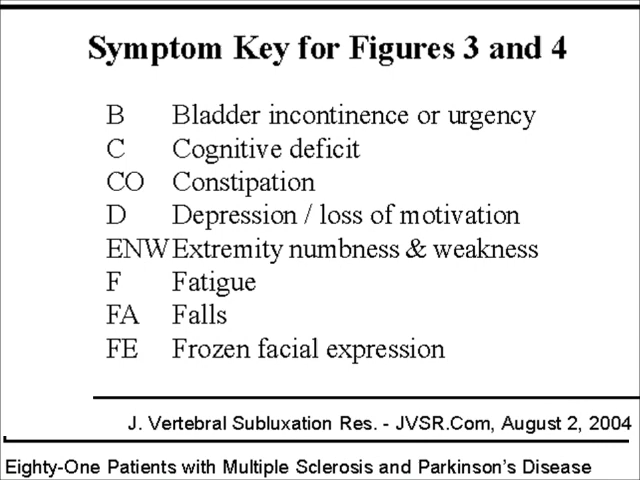 Symptom Key for Figures 3 and 4
B Bladder incontinence or urgency
C Cognitive deficit
CO Constipation
D Depression / loss of motivation
ENW Extremity numbness & weakness
F Fatigue
FA Falls
FE Frozen facial expression
J. Vertebral Subluxation Res. - JVSR.Com, August 2, 2004
Eighty-One Patients with Multiple Sclerosis and Parkinson's Disease